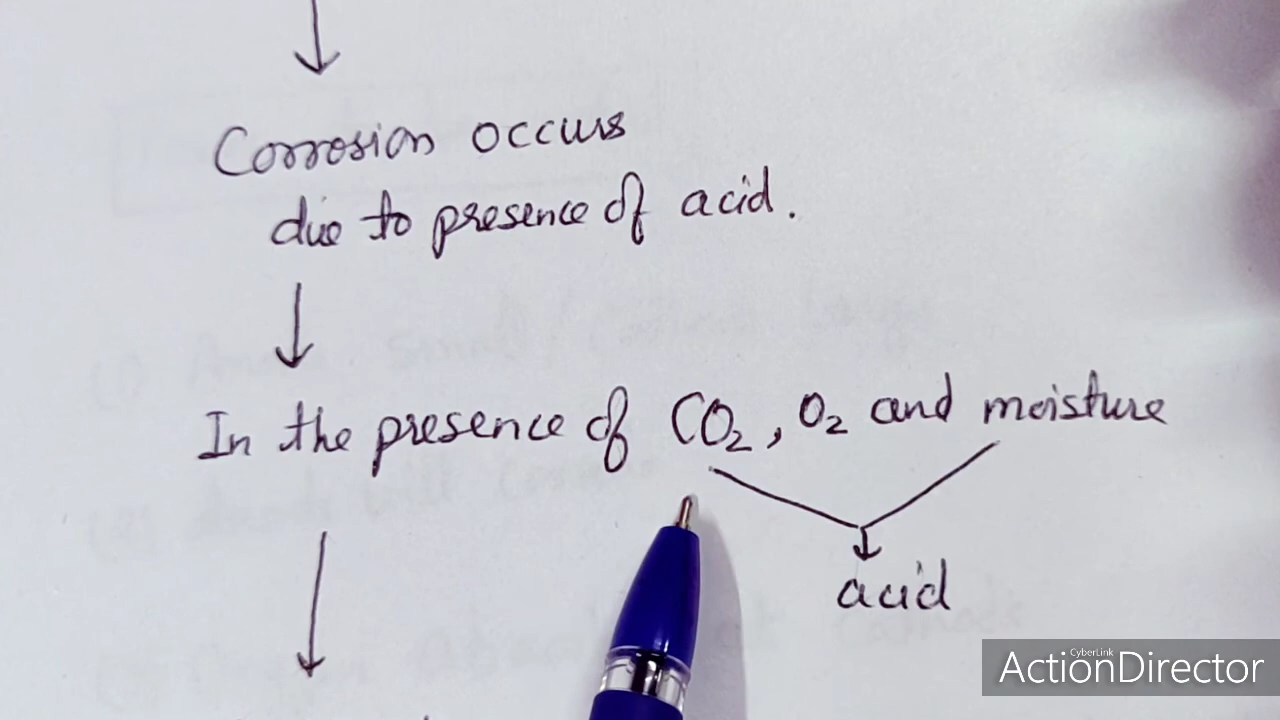 Corrosion occurs
due to presence of acid.
In the presence of CO₂, O₂ and moisture
acid
CyberLink
ActionDirector